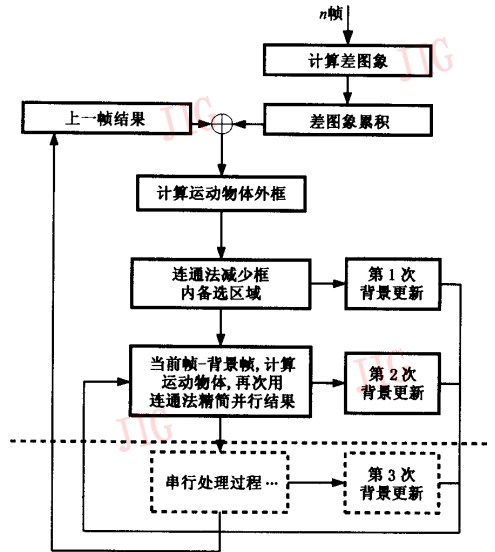 n帧
计算差图象
上一帧结果
差图象累积
计算运动物体外框
连通法减少框
内备选区域
第1次
背景更新
当前帧-背景帧,计算
运动物体,再次用
连通法精简并行结果
第2次
背景更新
串行处理过程…
第3次
背景更新
JIG
JIG
JIG
JIG